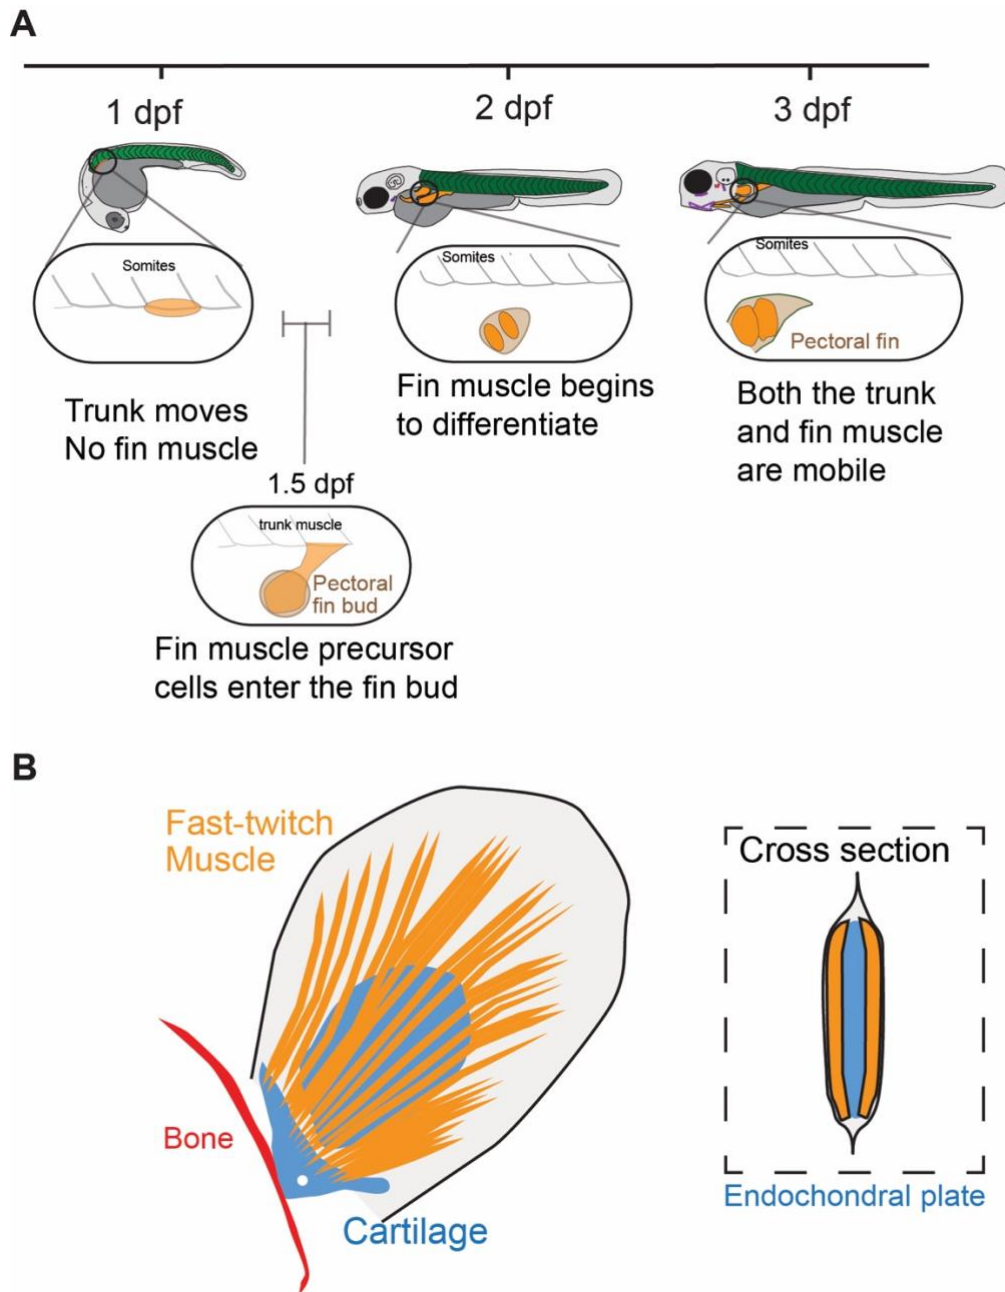 A
1 dpf
2 dpf
3 dpf
Somites
Somites
Somites
Pectoral fin
Trunk moves
No fin muscle
Fin muscle begins
to differentiate
Both the trunk
and fin muscle
are mobile
1.5 dpf
trunk muscle
Pectoral
fin bud
Fin muscle precursor
cells enter the fin bud
B
Fast-twitch
Muscle
Bone
Cartilage
Cross section
Endochondral plate